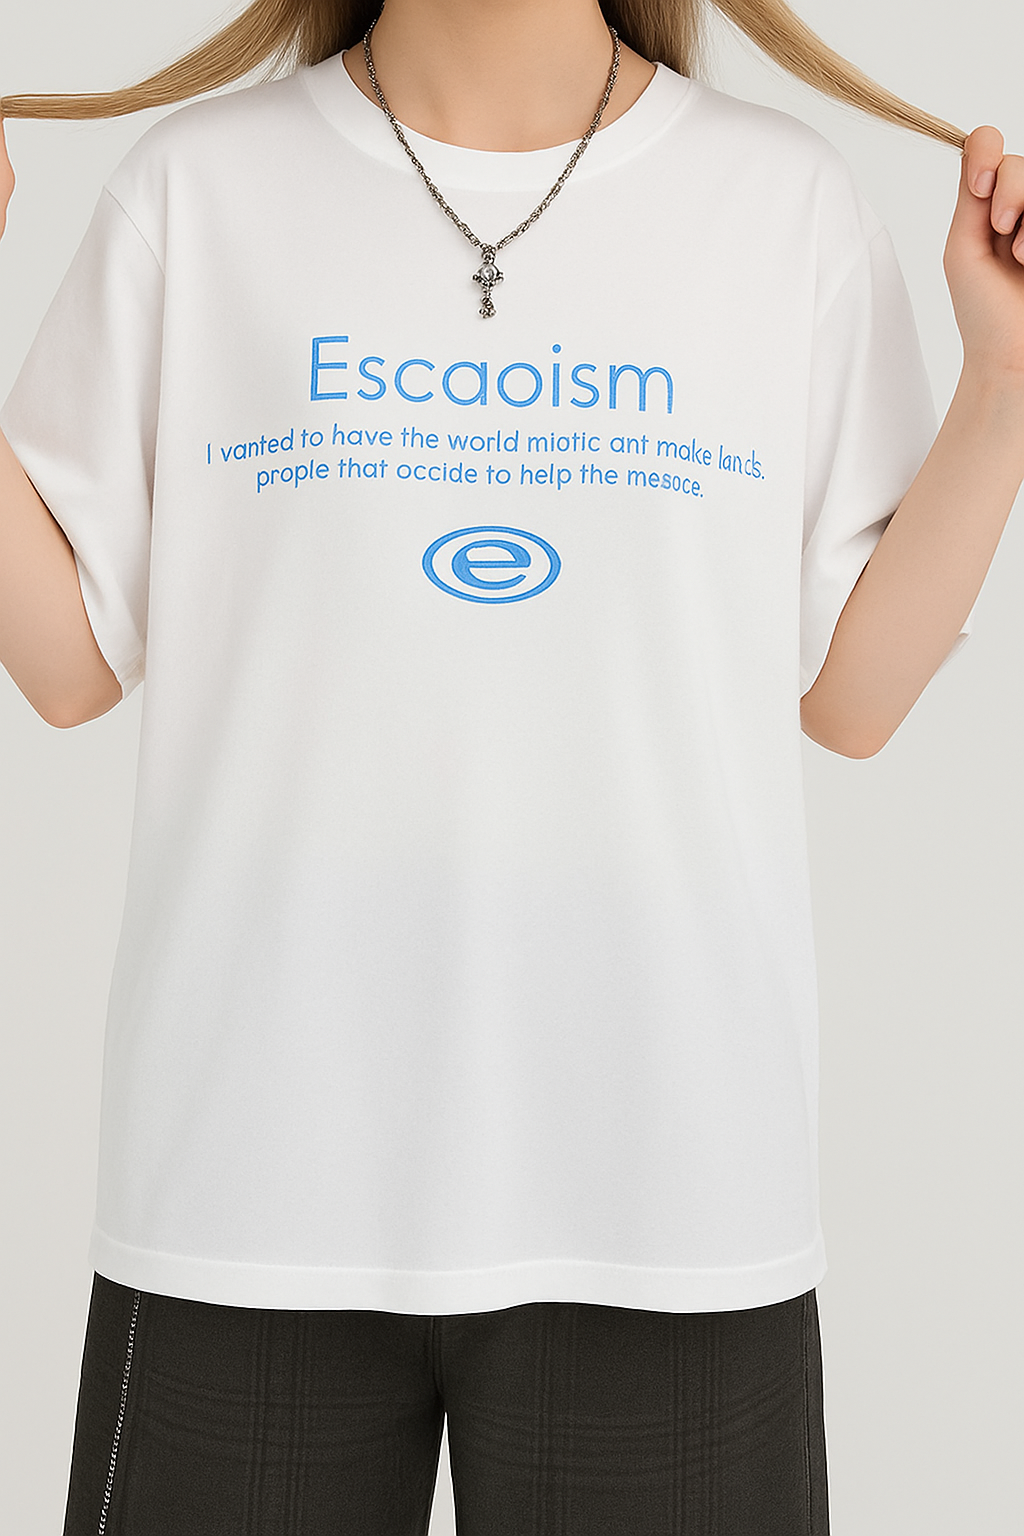 Escaoism
I vanted to have the world miotic ant make lancls.
prople that occide to help the mesoce.
e